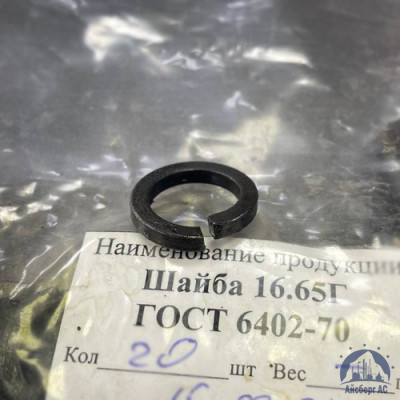 Наименование продукции
Шайба 16.65Г
ГОСТ 6402-70
Кол 20 шт Вес
Айсберг АС